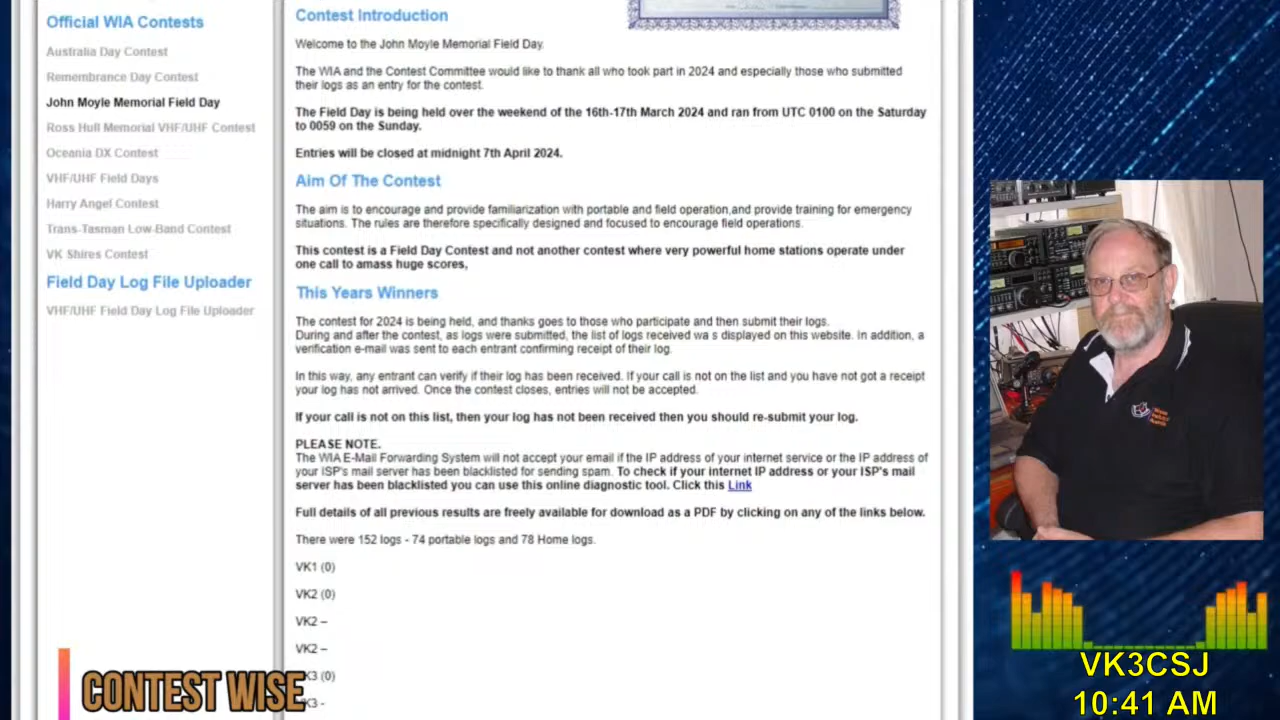 Official WIA Contests
Australia Day Contest
Remembrance Day Contest
John Moyle Memorial Field Day
Ross Hull Memorial VHF/UHF Contest
Oceania DX Contest
VHF/UHF Field Days
Harry Angel Contest
Trans-Tasman Low-Band Contest
VK Shires Contest
Field Day Log File Uploader
VHF/UHF Field Day Log File Uploader
Contest Introduction
Welcome to the John Moyle Memorial Field Day.
The WIA and the Contest Committee would like to thank all who took part in 2024 and especially those who submitted
their logs as an entry for the contest.
The Field Day is being held over the weekend of the 16th-17th March 2024 and ran from UTC 0100 on the Saturday
to 0059 on the Sunday.
Entries will be closed at midnight 7th April 2024.
Aim Of The Contest
The aim is to encourage and provide familiarization with portable and field operation,and provide training for emergency
situations. The rules are therefore specifically designed and focused to encourage field operations.
This contest is a Field Day Contest and not another contest where very powerful home stations operate under
one call to amass huge scores,
This Years Winners
The contest for 2024 is being held, and thanks goes to those who participate and then submit their logs.
During and after the contest, as logs were submitted, the list of logs received wa s displayed on this website. In addition, a
verification e-mail was sent to each entrant confirming receipt of their log.
In this way, any entrant can verify if their log has been received. If your call is not on the list and you have not got a receipt
your log has not arrived. Once the contest closes, entries will not be accepted.
If your call is not on this list, then your log has not been received then you should re-submit your log.
PLEASE NOTE.
The WIA E-Mail Forwarding System will not accept your email if the IP address of your internet service or the IP address of
your ISP's mail server has been blacklisted for sending spam. To check if your internet IP address or your ISP's mail
server has been blacklisted you can use this online diagnostic tool. Click this Link
Full details of all previous results are freely available for download as a PDF by clicking on any of the links below.
There were 152 logs - 74 portable logs and 78 Home logs.
VK1 (0)
VK2 (0)
VK2 –
VK2 –
K3 (0)
K3 -
CONTEST WISE
VK3CSJ
10:41 AM